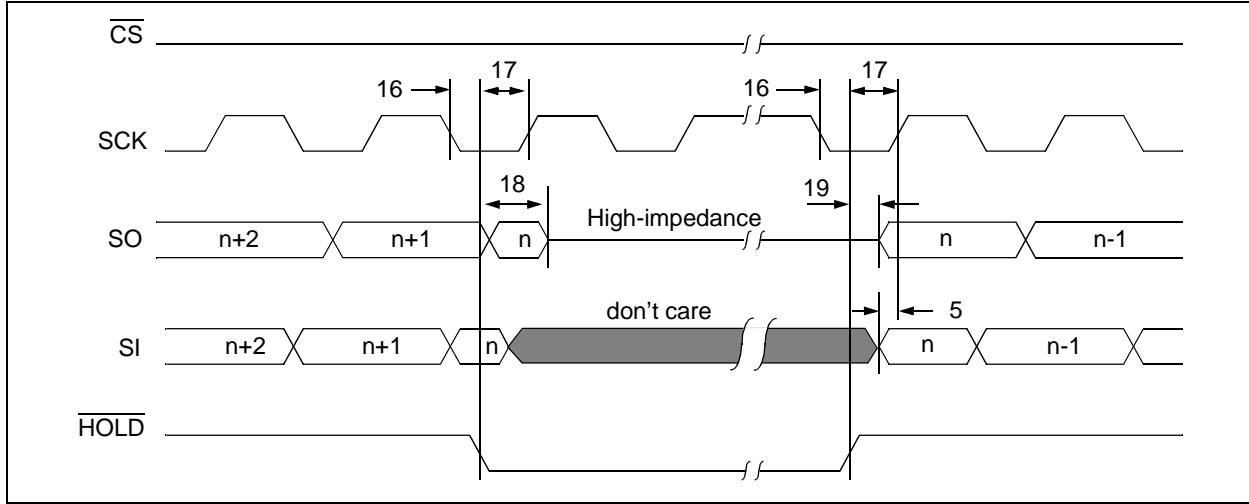 CS
16 17 16 17
SCK
18 19
SO n+2 n+1 n High-impedance n n-1
don't care 5
SI n+2 n+1 n n n-1
HOLD